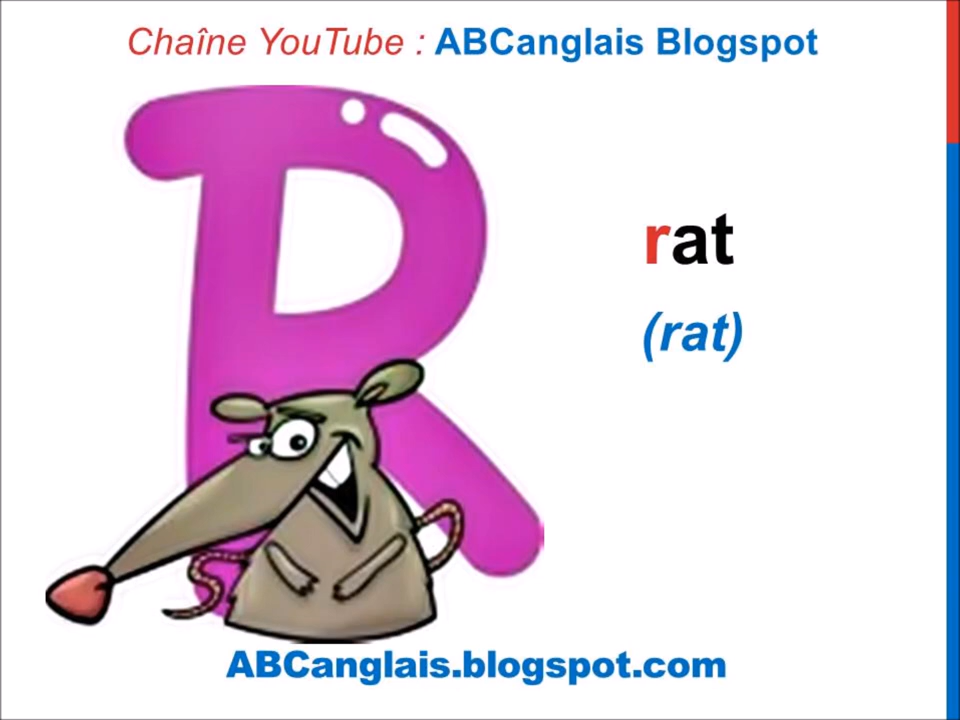 Chaîne YouTube : ABCanglais Blogspot
R
rat
(rat)
ABCanglais.blogspot.com